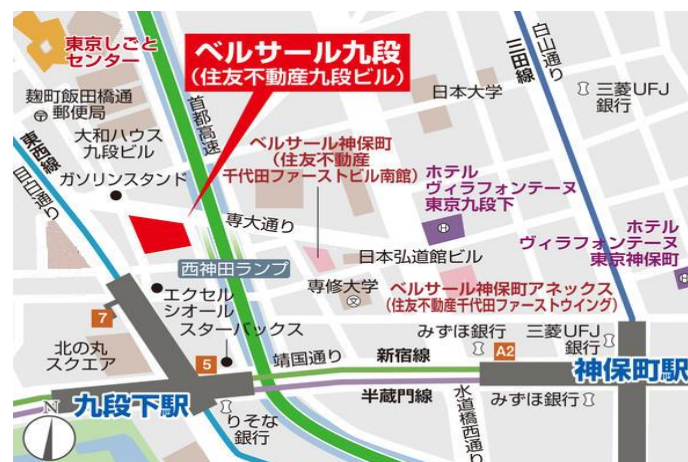 東京しごと
センター
ベルサール九段
(住友不動産九段ビル)
白山通り
三田線
三菱UFJ
銀行
日本大学
麹町飯田橋通
郵便局
首都高速
東西線
目白通り
大和ハウス
九段ビル
ガソリンスタンド
ベルサール神保町
(住友不動産
千代田ファーストビル南館)
ホテル
ヴィラフォンテーヌ
東京九段下
専大通り
ホテル
ヴィラフォンテーヌ
東京神保町
西神田ランプ
日本弘道館ビル
専修大学
ベルサール神保町アネックス
(住友不動産千代田ファーストウイング)
エクセル
シオール
スターバックス
7
北の丸
スクエア
5
靖国通り
新宿線
みずほ銀行
A2
三菱UFJ
銀行
神保町駅
九段下駅
半蔵門線
水道橋西通り
みずほ銀行
りそな
銀行
N
H
H
文